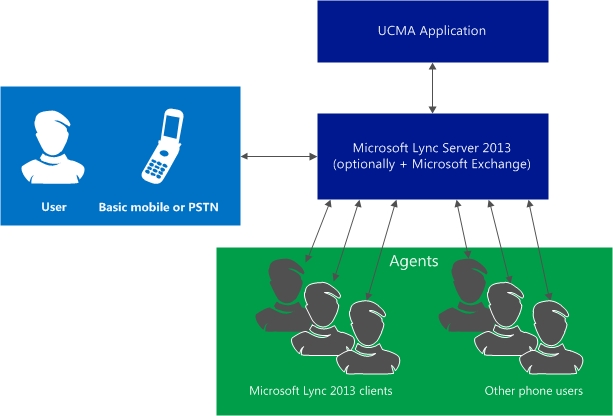 UCMA Application
Microsoft Lync Server 2013
(optionally + Microsoft Exchange)
User
Basic mobile or PSTN
Agents
Microsoft Lync 2013 clients
Other phone users